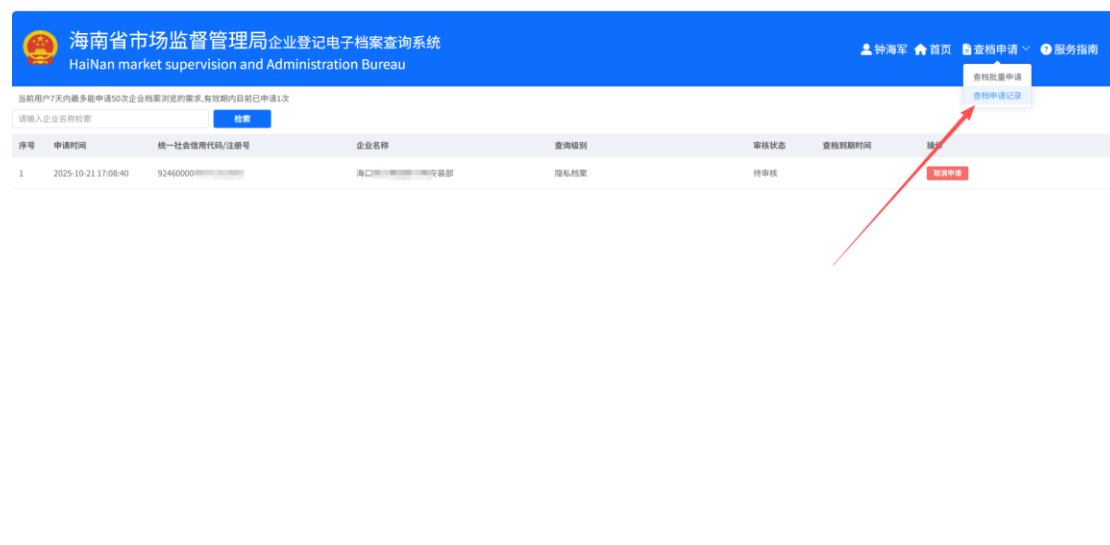 海南省市场监督管理局企业登记电子档案查询系统
HaiNan market supervision and Administration Bureau
钟海军 首页 查档申请 服务指南
查档批量申请
查档申请记录
当前用户7天内最多能申请50次企业档案浏览的需求,有效期内目前已申请1次
请输入企业名称检索 检索
序号 申请时间 统一社会信用代码/注册号 企业名称 查询级别 审核状态 查档到期时间 操作
1 2025-10-21 17:08:40 92460000 海口 安装部 隐私档案 待审核 取消申请